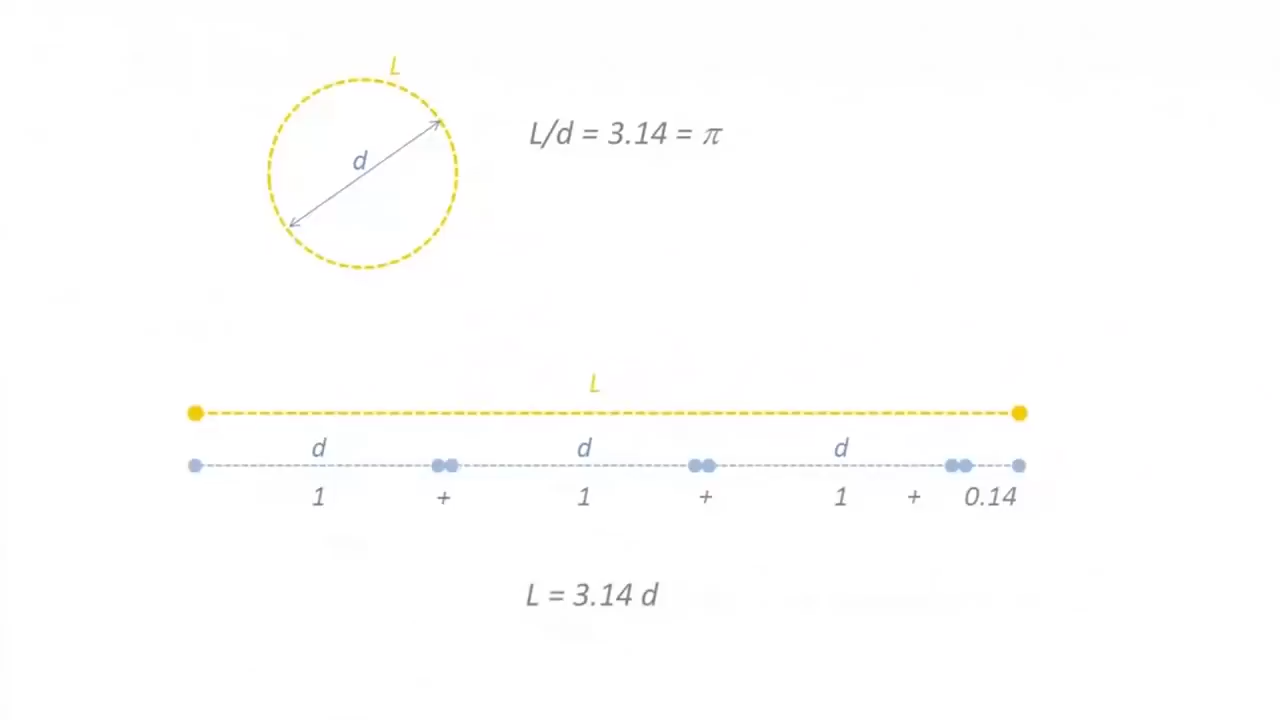 L
d
L/d = 3.14 = π
L
d d d
1 + 1 + 1 + 0.14
L = 3.14 d